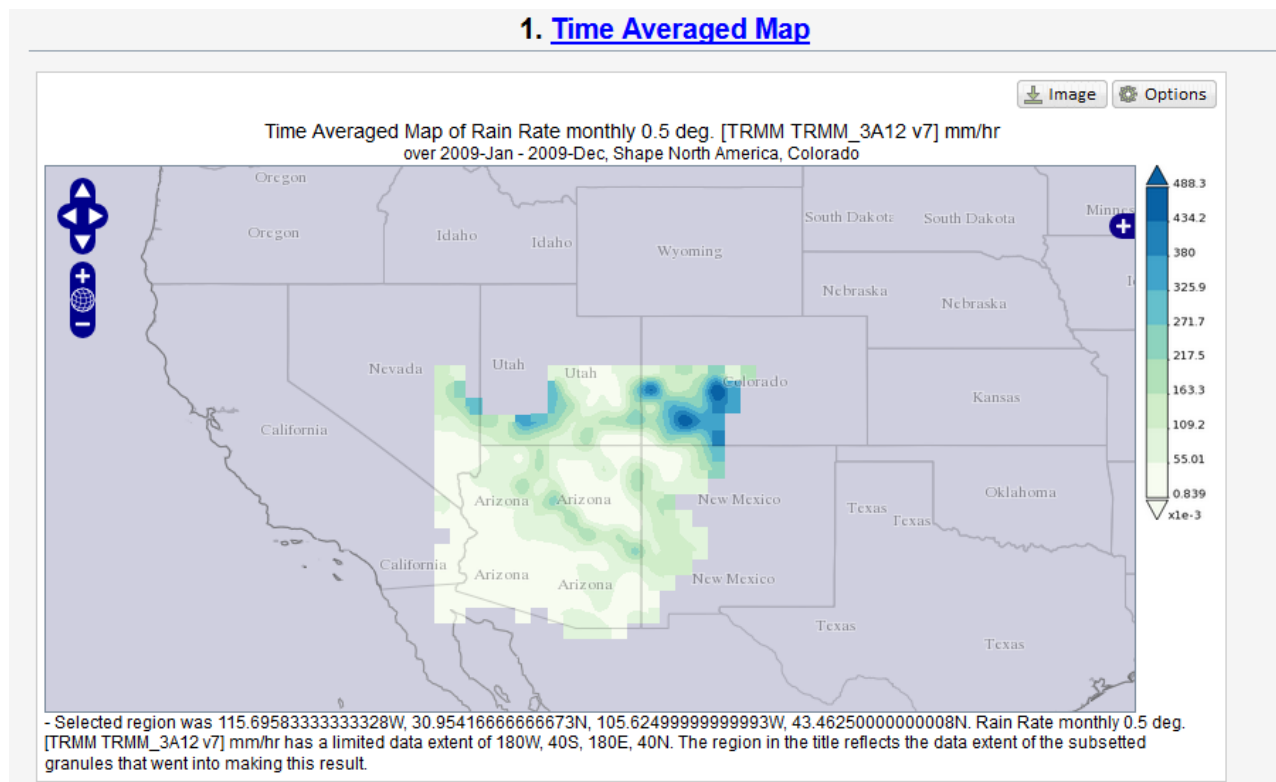 1. Time Averaged Map
Image
Options
Time Averaged Map of Rain Rate monthly 0.5 deg. [TRMM TRMM_3A12 v7] mm/hr
over 2009-Jan - 2009-Dec, Shape North America, Colorado
Oregon
488.3
South Dakota South Dakota
Minnes
434.2
Oregon
Idaho
Idaho
Wyoming
380
Nebraska
Nebraska
325.9
271.7
Nevada
Utah
Utah
Colorado
217.5
Kansas
163.3
California
109.2
55.01
Arizona
Arizona
New Mexico
Oklahoma
0.839
Texas
Texas
x1e-3
California
Arizona
Arizona
New Mexico
Texas
Texas
- Selected region was 115.695833333333328W, 30.954166666666673N, 105.624999999999993W, 43.46250000000008N. Rain Rate monthly 0.5 deg.
[TRMM TRMM_3A12 v7] mm/hr has a limited data extent of 180W, 40S, 180E, 40N. The region in the title reflects the data extent of the subsetted
granules that went into making this result.